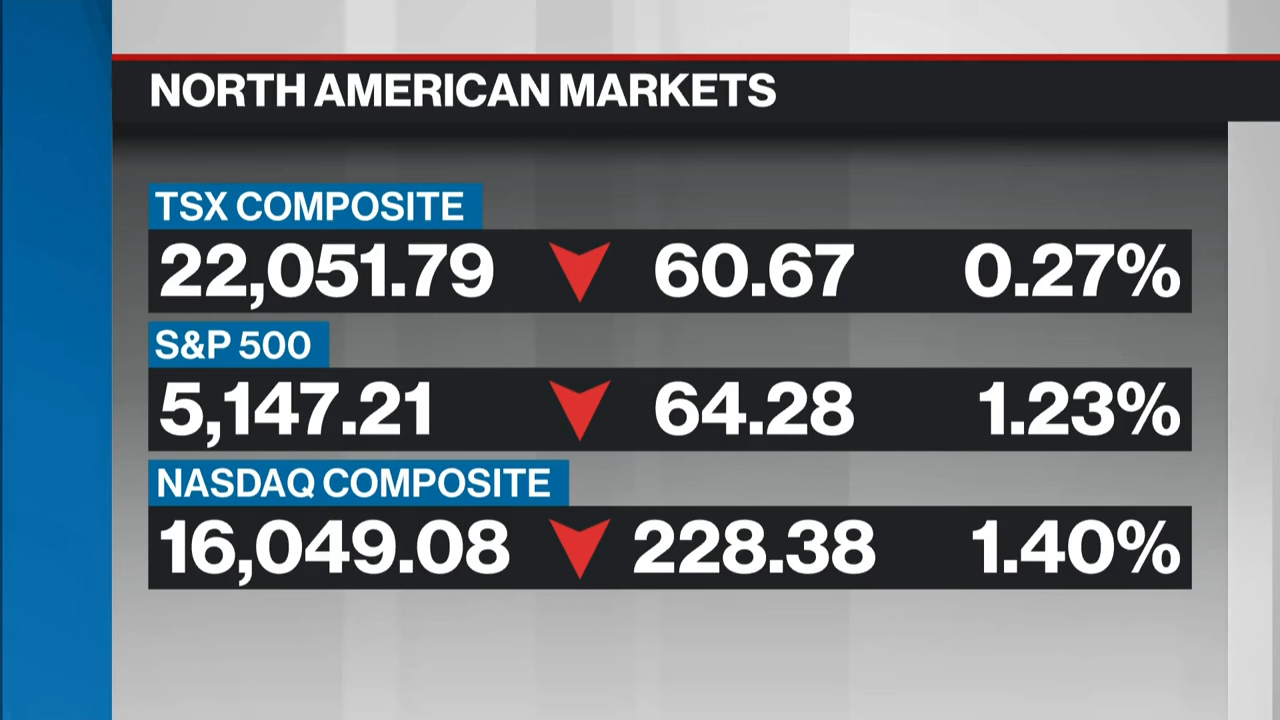 NORTH AMERICAN MARKETS
TSX COMPOSITE
22,051.79 60.67 0.27%
S&P 500
5,147.21 64.28 1.23%
NASDAQ COMPOSITE
16,049.08 228.38 1.40%